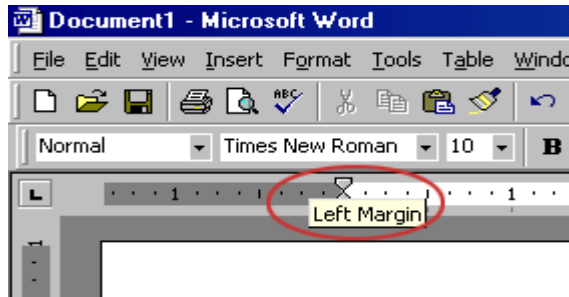 Document1 - Microsoft Word
File Edit View Insert Format Tools Table
Normal Times New Roman 10 B
L 1 1
Left Margin